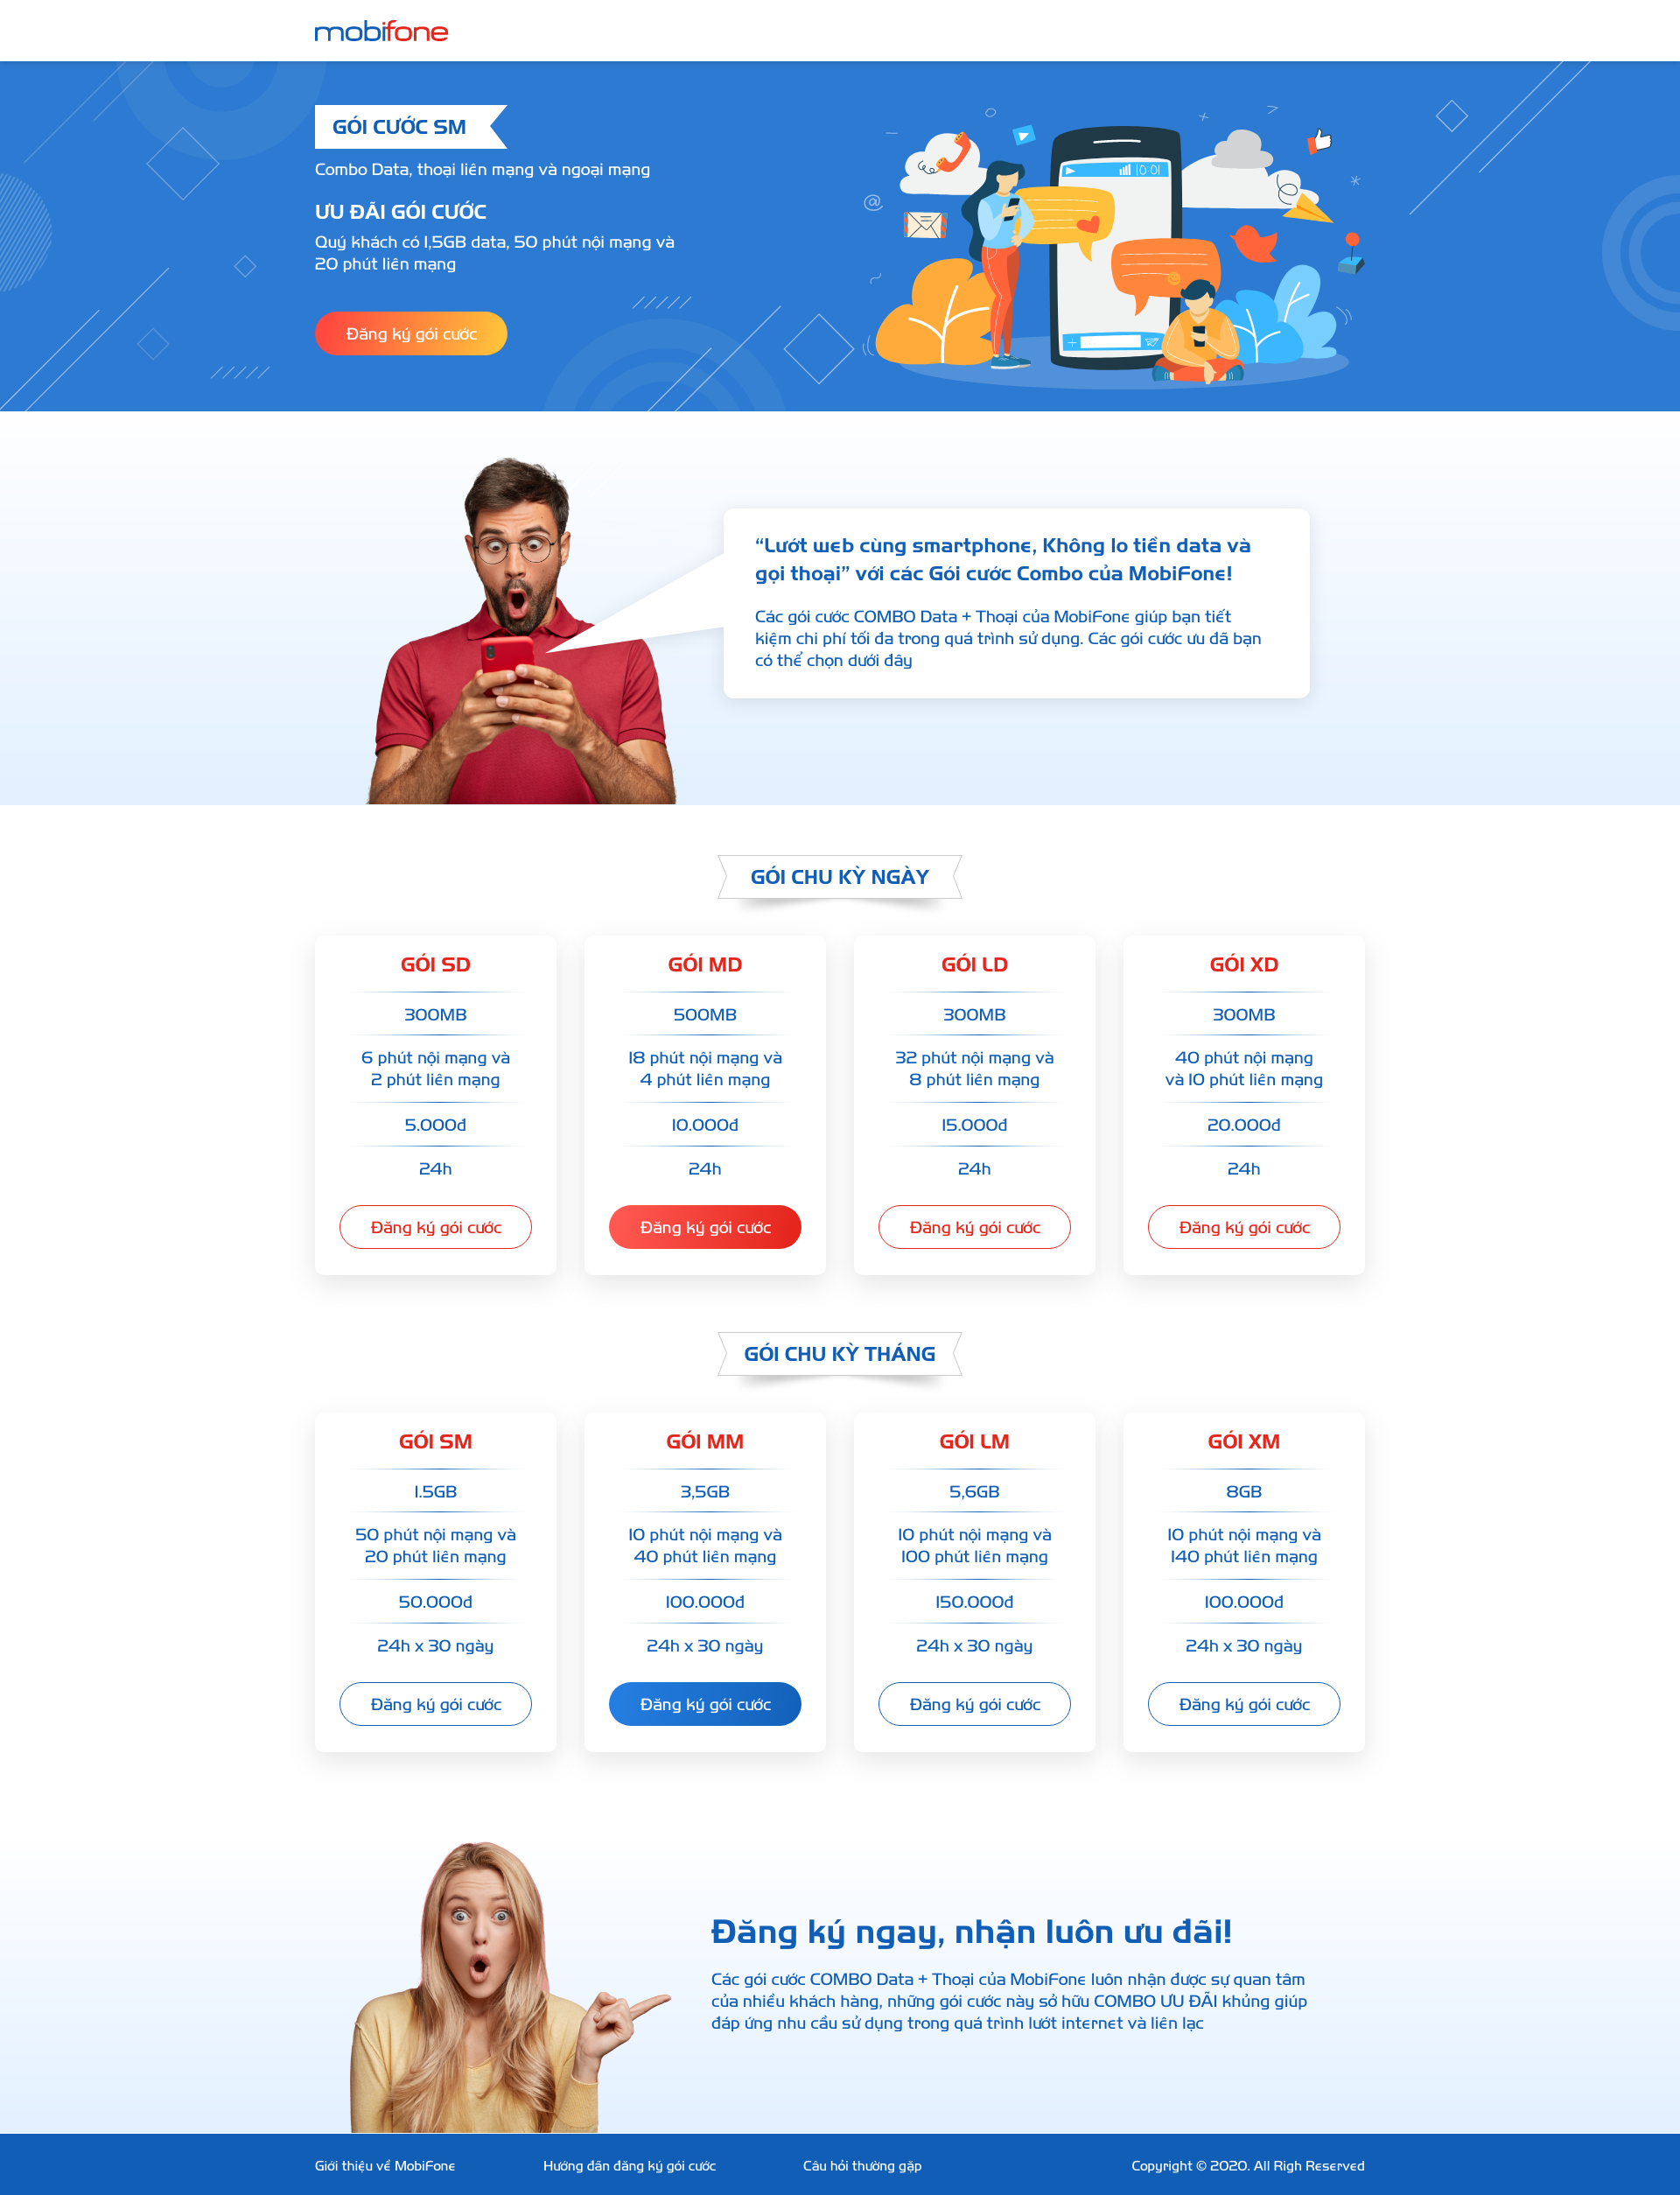 mobifone
GÓI CƯỚC SM
Combo Data, thoại liên mạng và ngoại mạng
ƯU ĐÃI GÓI CƯỚC
Quý khách có 1,5GB data, 50 phút nội mạng và
20 phút liên mạng
Đăng ký gói cước
“Lướt web cùng smartphone, Không lo tiền data và
gọi thoại” với các Gói cước Combo của MobiFone!
Các gói cước COMBO Data + Thoại của MobiFone giúp bạn tiết
kiệm chi phí tối đa trong quá trình sử dụng. Các gói cước ưu đã bạn
có thể chọn dưới đây
GÓI CHU KỲ NGÀY
GÓI SD
300MB
6 phút nội mạng và
2 phút liên mạng
5.000đ
24h
Đăng ký gói cước
GÓI MD
500MB
18 phút nội mạng và
4 phút liên mạng
10.000đ
24h
Đăng ký gói cước
GÓI LD
300MB
32 phút nội mạng và
8 phút liên mạng
15.000đ
24h
Đăng ký gói cước
GÓI XD
300MB
40 phút nội mạng
và 10 phút liên mạng
20.000đ
24h
Đăng ký gói cước
GÓI CHU KỲ THÁNG
GÓI SM
1.5GB
50 phút nội mạng và
20 phút liên mạng
50.000đ
24h x 30 ngày
Đăng ký gói cước
GÓI MM
3,5GB
10 phút nội mạng và
40 phút liên mạng
100.000đ
24h x 30 ngày
Đăng ký gói cước
GÓI LM
5,6GB
10 phút nội mạng và
100 phút liên mạng
150.000đ
24h x 30 ngày
Đăng ký gói cước
GÓI XM
8GB
10 phút nội mạng và
140 phút liên mạng
100.000đ
24h x 30 ngày
Đăng ký gói cước
Đăng ký ngay, nhận luôn ưu đãi!
Các gói cước COMBO Data + Thoại của MobiFone luôn nhận được sự quan tâm
của nhiều khách hàng, những gói cước này sở hữu COMBO ƯU ĐÃI khủng giúp
đáp ứng nhu cầu sử dụng trong quá trình lướt internet và liên lạc
Giới thiệu về MobiFone
Hướng dẫn đăng ký gói cước
Câu hỏi thường gặp
Copyright © 2020. All Righ Reserved